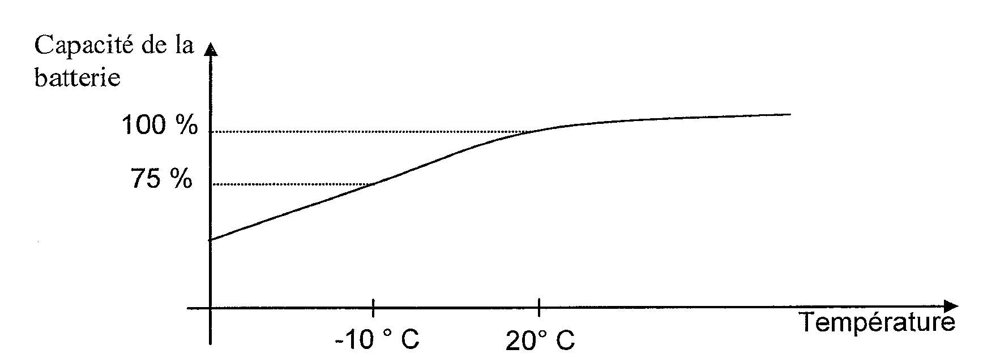 Capacité de la
batterie
100 %
75 %
-10 ° C
20° C
Température